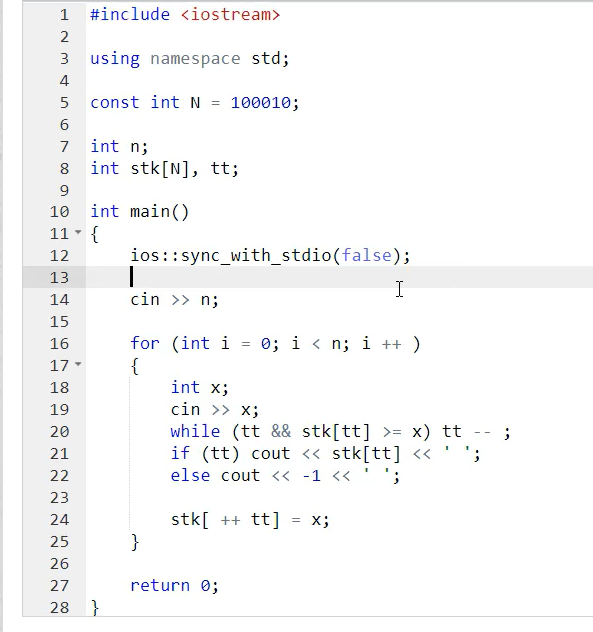 1 #include <iostream>
2
3 using namespace std;
4
5 const int N = 100010;
6
7 int n;
8 int stk[N], tt;
9
10 int main()
11 {
12     ios::sync_with_stdio(false);
13
14     cin >> n;
15
16     for (int i = 0; i < n; i ++ )
17     {
18         int x;
19         cin >> x;
20         while (tt && stk[tt] >= x) tt -- ;
21         if (tt) cout << stk[tt] << ' ';
22         else cout << -1 << ' ';
23
24         stk[ ++ tt] = x;
25     }
26
27     return 0;
28 }